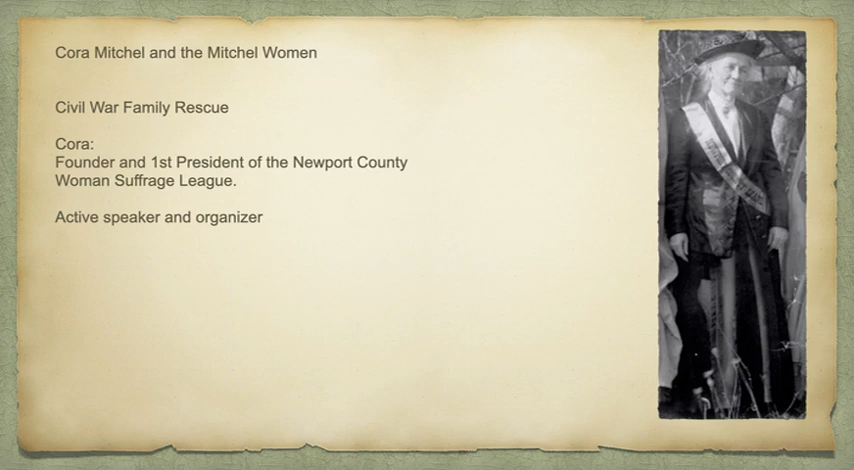 Cora Mitchel and the Mitchel Women
Civil War Family Rescue
Cora:
Founder and 1st President of the Newport County
Woman Suffrage League.
Active speaker and organizer